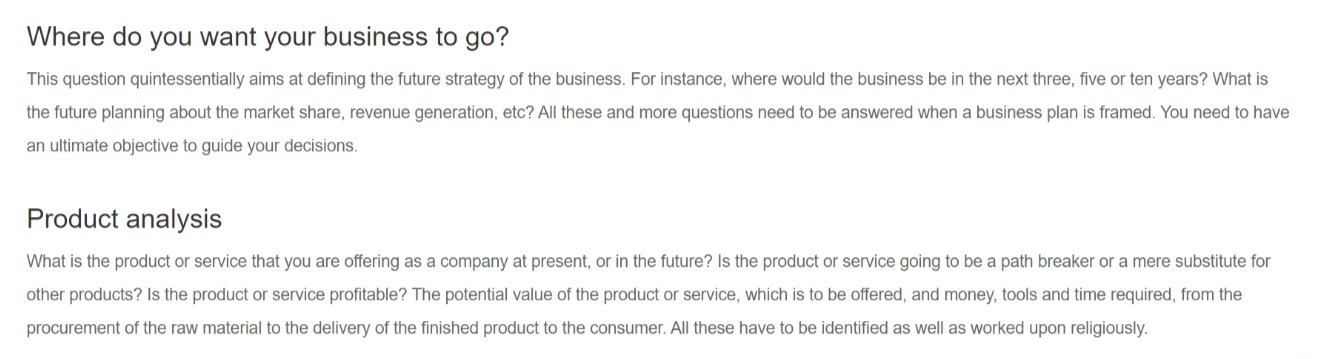 Where do you want your business to go?
This question quintessentially aims at defining the future strategy of the business. For instance, where would the business be in the next three, five or ten years? What is
the future planning about the market share, revenue generation, etc? All these and more questions need to be answered when a business plan is framed. You need to have
an ultimate objective to guide your decisions.
Product analysis
What is the product or service that you are offering as a company at present, or in the future? Is the product or service going to be a path breaker or a mere substitute for
other products? Is the product or service profitable? The potential value of the product or service, which is to be offered, and money, tools and time required, from the
procurement of the raw material to the delivery of the finished product to the consumer. All these have to be identified as well as worked upon religiously.